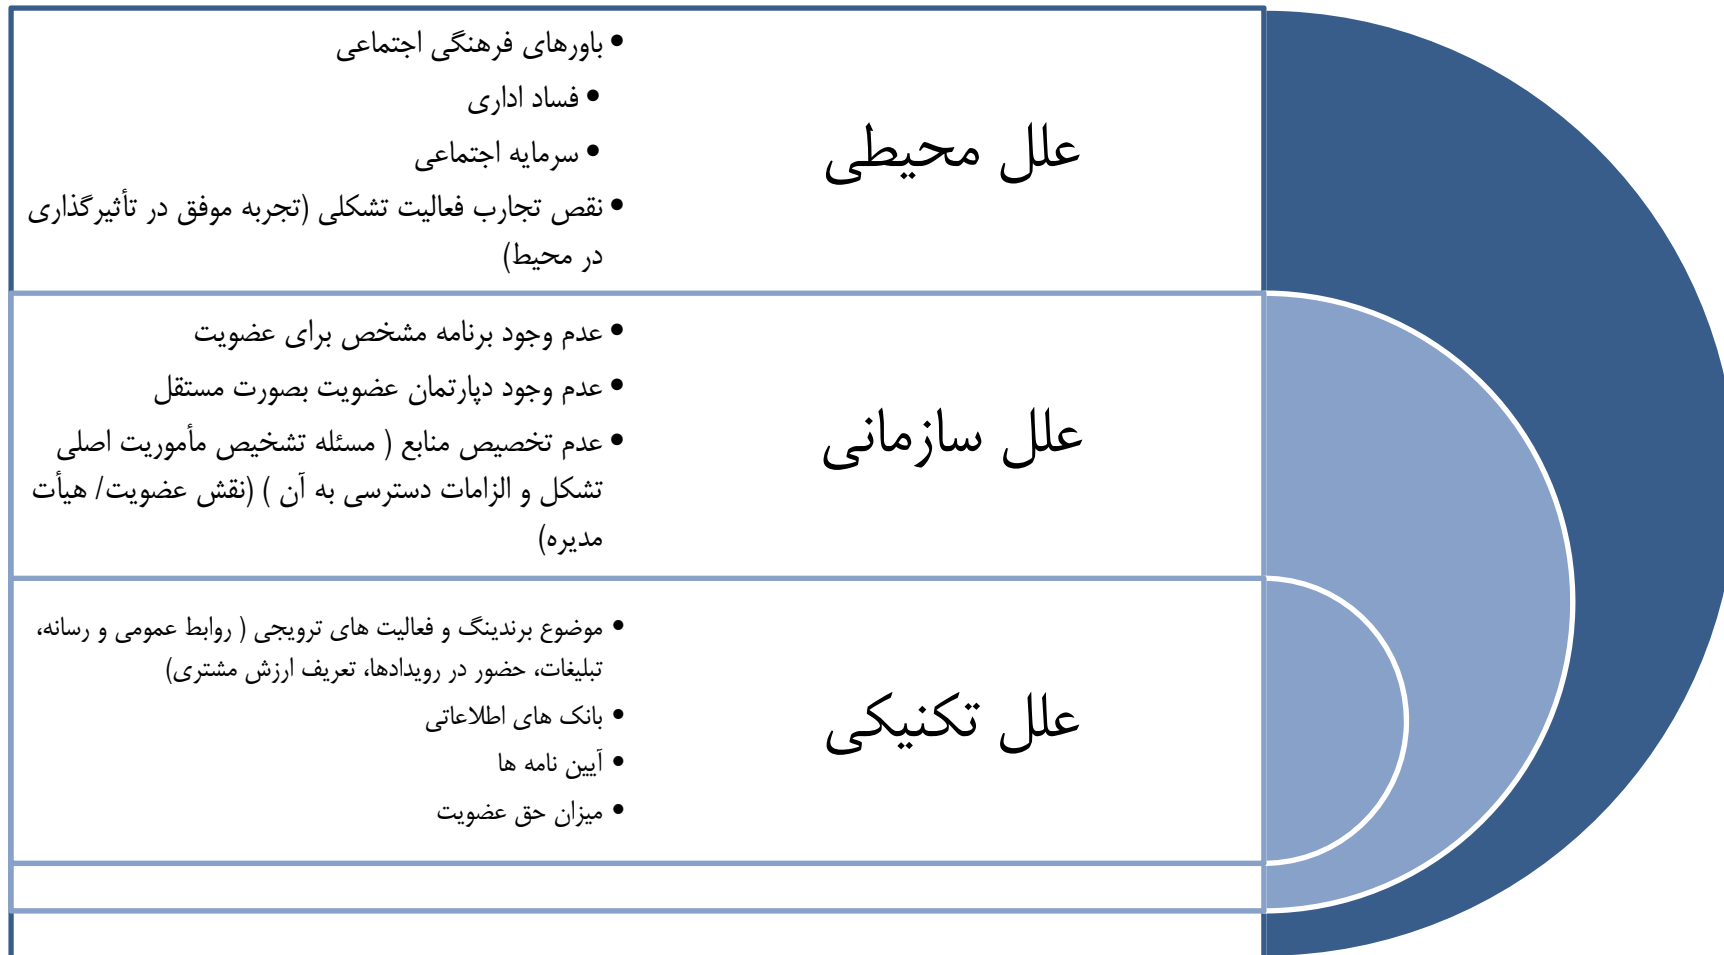 علل محیطی
• باورهای فرهنگی اجتماعی
• فساد اداری
• سرمایه اجتماعی
• نقص تجارب فعالیت تشکلی (تجربه موفق در تأثیرگذاری
در محیط)
علل سازمانی
• عدم وجود برنامه مشخص برای عضویت
• عدم وجود دپارتمان عضویت بصورت مستقل
• عدم تخصیص منابع ( مسئله تشخیص مأموریت اصلی
تشکل و الزامات دسترسی به آن ) (نقش عضویت/ هیأت
مدیره)
علل تکنیکی
• موضوع برندینگ و فعالیت های ترویجی ( روابط عمومی و رسانه،
تبلیغات، حضور در رویدادها، تعریف ارزش مشتری)
• بانک های اطلاعاتی
• آیین نامه ها
• میزان حق عضویت